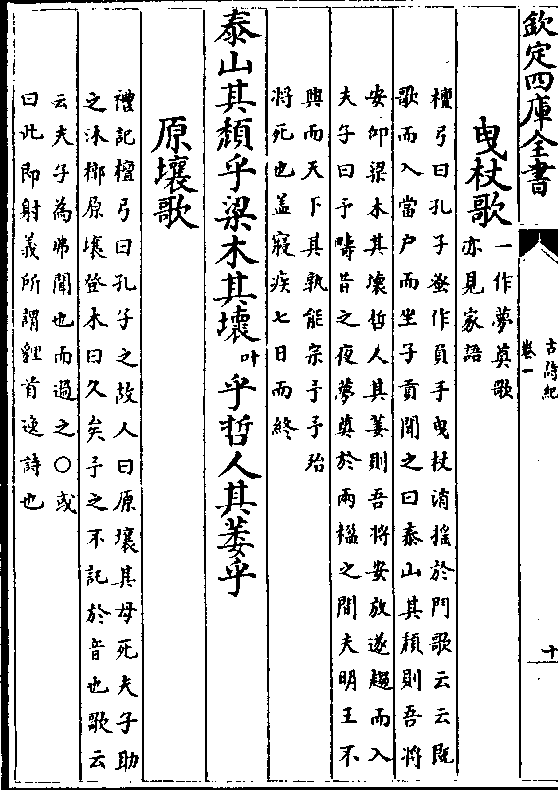 欽定四庫全書
古詩紀
卷一
十
曳杖歌
一作夢奠歌
亦見家語
檀弓曰孔子蚤作負手曳杖消摇於門歌云云既
歌而入當户而坐子貢聞之曰泰山其頹則吾將
安仰梁木其壞哲人其萎則吾將安放遂趨而入
夫子曰予疇昔之夜夢奠於兩楹之間夫明王不
興而天下其孰能宗予予殆
將死也盖寢疾七日而終
泰山其頹乎梁木其壞叶乎哲人其萎乎
原壤歌
禮記檀弓曰孔子之故人曰原壤其母死夫子助
之沐槨原壤登木曰久矣予之不託於音也歌云
云夫子為弗聞也而過之○或
曰此即射義所謂貍首逸詩也